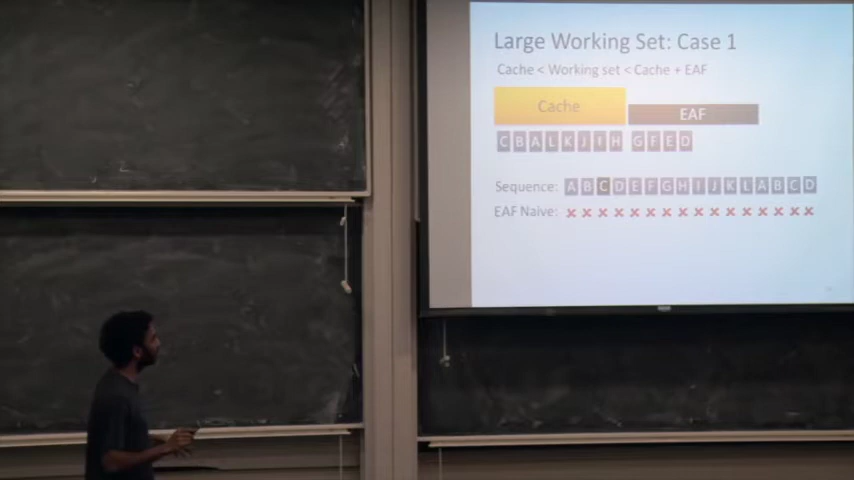 Large Working Set: Case 1
Cache < Working set < Cache + EAF
Cache
EAF
C B A L K J I H G F E D
Sequence: A B C D E F G H I J K L A B C D
EAF Naive: × × × × × × × × × × × × × × × ×